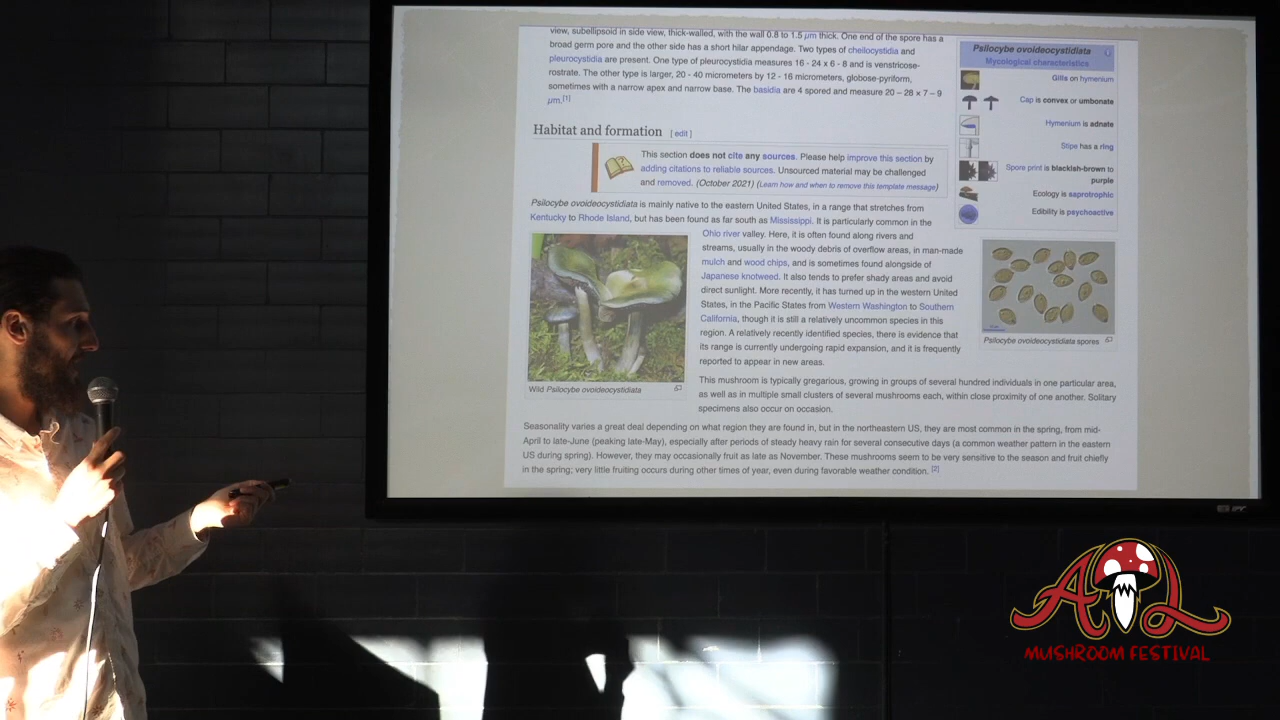 view, subellipsoid in side view, thick-walled, with the wall 0.8 to 1.5 μm thick. One end of the spore has a
broad germ pore and the other side has a short hilar appendage. Two types of cheilocystidia and
pleurocystidia are present. One type of pleurocystidia measures 16 - 24 x 6 - 8 and is venticose-
rostrate. The other type is larger, 20 - 40 micrometers by 12 - 16 micrometers, globose-pyriform,
sometimes with a narrow apex and narrow base. The basidia are 4 spored and measure 20 – 28 × 7 – 9
μm.[1]
Psilocybe ovoideocystidiata
Mycological characteristics
Gills on hymenium
Cap is convex or umbonate
Hymenium is adnate
Stipe has a ring
Spore print is blackish-brown to
purple
Ecology is saprotrophic
Edibility is psychoactive
Habitat and formation [ edit ]
This section does not cite any sources. Please help improve this section by
adding citations to reliable sources. Unsourced material may be challenged
and removed. (October 2021) (Learn how and when to remove this template message)
Psilocybe ovoideocystidiata is mainly native to the eastern United States, in a range that stretches from
Kentucky to Rhode Island, but has been found as far south as Mississippi. It is particularly common in the
Ohio river valley. Here, it is often found along rivers and
streams, usually in the woody debris of overflow areas, in man-made
mulch and wood chips, and is sometimes found alongside of
Japanese knotweed. It also tends to prefer shady areas and avoid
direct sunlight. More recently, it has turned up in the western United
States, in the Pacific States from Western Washington to Southern
California, though it is still a relatively uncommon species in this
region. A relatively recently identified species, there is evidence that
its range is currently undergoing rapid expansion, and it is frequently
reported to appear in new areas.
Wild Psilocybe ovoideocystidiata
Psilocybe ovoideocystidiata spores
This mushroom is typically gregarious, growing in groups of several hundred individuals in one particular area,
as well as in multiple small clusters of several mushrooms each, within close proximity of one another. Solitary
specimens also occur on occasion.
Seasonality varies a great deal depending on what region they are found in, but in the northeastern US, they are most common in the spring, from mid-
April to late-June (peaking late-May), especially after periods of steady heavy rain for several consecutive days (a common weather pattern in the eastern
US during spring). However, they may occasionally fruit as late as November. These mushrooms seem to be very sensitive to the season and fruit chiefly
in the spring; very little fruiting occurs during other times of year, even during favorable weather condition. [2]
A L
MUSHROOM FESTIVAL